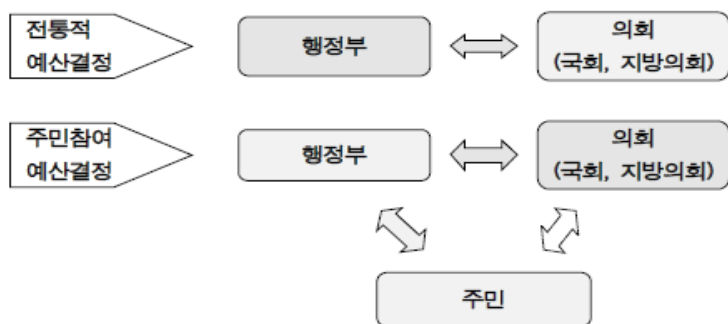 전통적
예산결정
행정부
의회
(국회, 지방의회)
주민참여
예산결정
행정부
의회
(국회, 지방의회)
주민